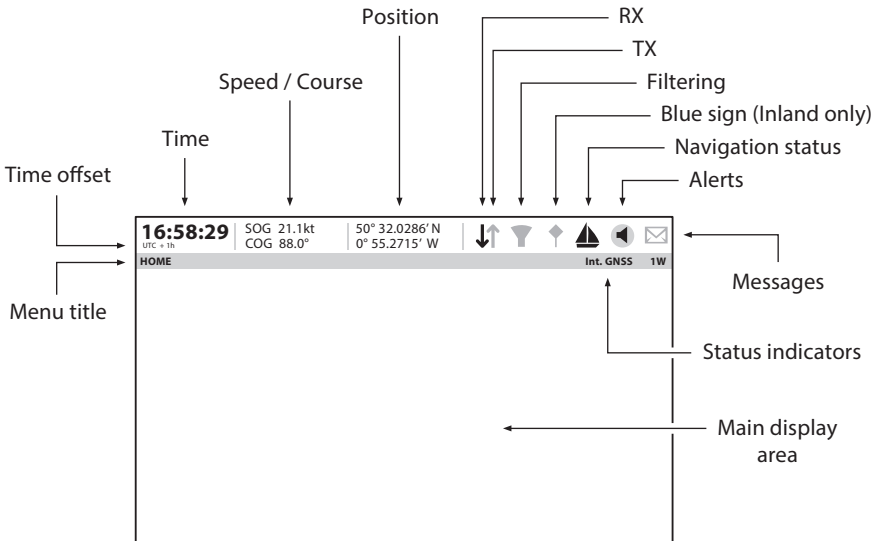 Position
RX
TX
Speed / Course
Filtering
Blue sign (Inland only)
Time
Navigation status
Time offset
Alerts
16:58:29
UTC + 1h
SOG 21.1kt
COG 88.0°
50° 32.0286' N
0° 55.2715' W
HOME
Int. GNSS 1W
Messages
Menu title
Status indicators
Main display
area